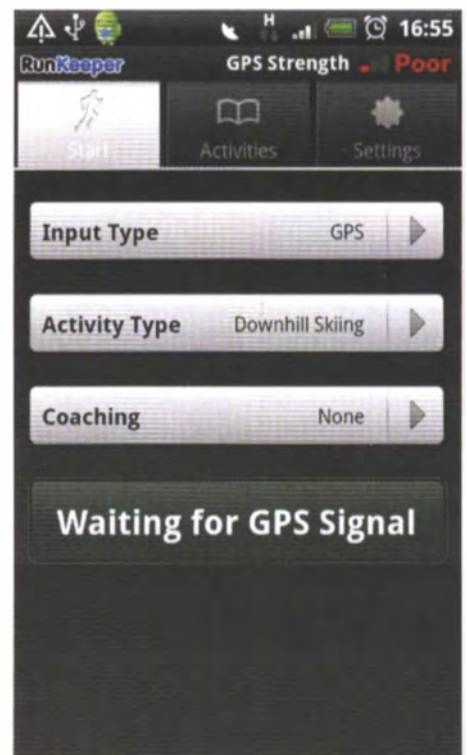 H 16:55
RunKeeper GPS Strength Poor
Start Activities Settings
Input Type GPS
Activity Type Downhill Skiing
Coaching None
Waiting for GPS Signal